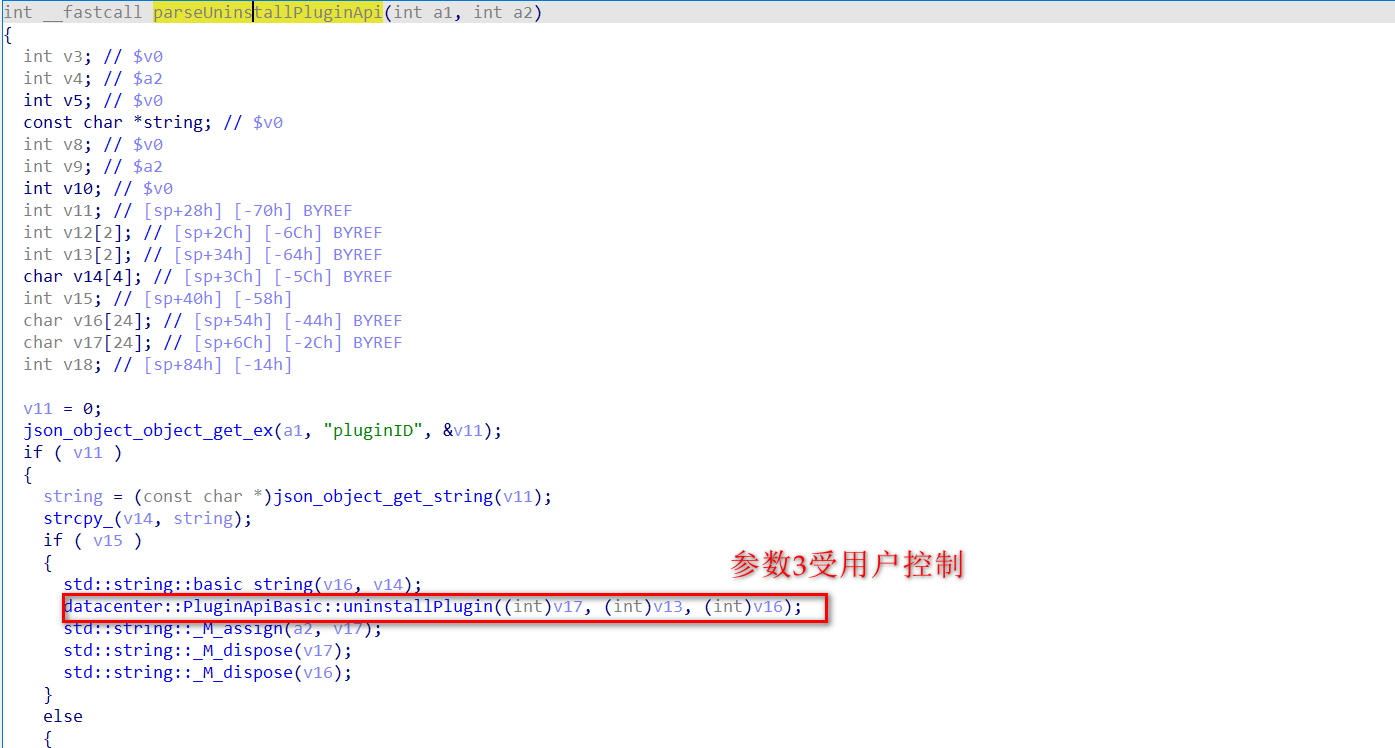 int __fastcall parseUninstallPluginApi(int a1, int a2)
{
int v3; // $v0
int v4; // $a2
int v5; // $v0
const char *string; // $v0
int v8; // $v0
int v9; // $a2
int v10; // $v0
int v11; // [sp+28h] [-70h] BYREF
int v12[2]; // [sp+2Ch] [-6Ch] BYREF
int v13[2]; // [sp+34h] [-64h] BYREF
char v14[4]; // [sp+3Ch] [-5Ch] BYREF
int v15; // [sp+40h] [-58h]
char v16[24]; // [sp+54h] [-44h] BYREF
char v17[24]; // [sp+6Ch] [-2Ch] BYREF
int v18; // [sp+84h] [-14h]
v11 = 0;
json_object_object_get_ex(a1, "pluginID", &v11);
if ( v11 )
{
string = (const char *)json_object_get_string(v11);
strcpy_(v14, string);
if ( v15 )
{
参数3受用户控制
std::string::basic_string(v16, v14);
datacenter::PluginApiBasic::uninstallPlugin((int)v17, (int)v13, (int)v16);
std::string::_M_assign(a2, v17);
std::string::_M_dispose(v17);
std::string::_M_dispose(v16);
}
else
{